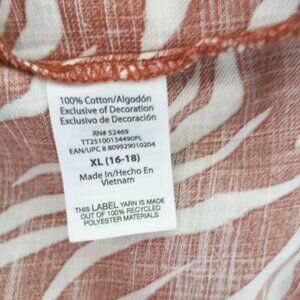 100% Cotton/Algodón
Exclusive of Decoration
Exclusivo de Decoración
RN# 52469
TT25100134490PL
EAN/UPC 8 809929010204
XL (16-18)
Made In/Hecho En
Vietnam
THIS LABEL YARN IS MADE
OUT OF 100% RECYCLED
POLYESTER MATERIALS